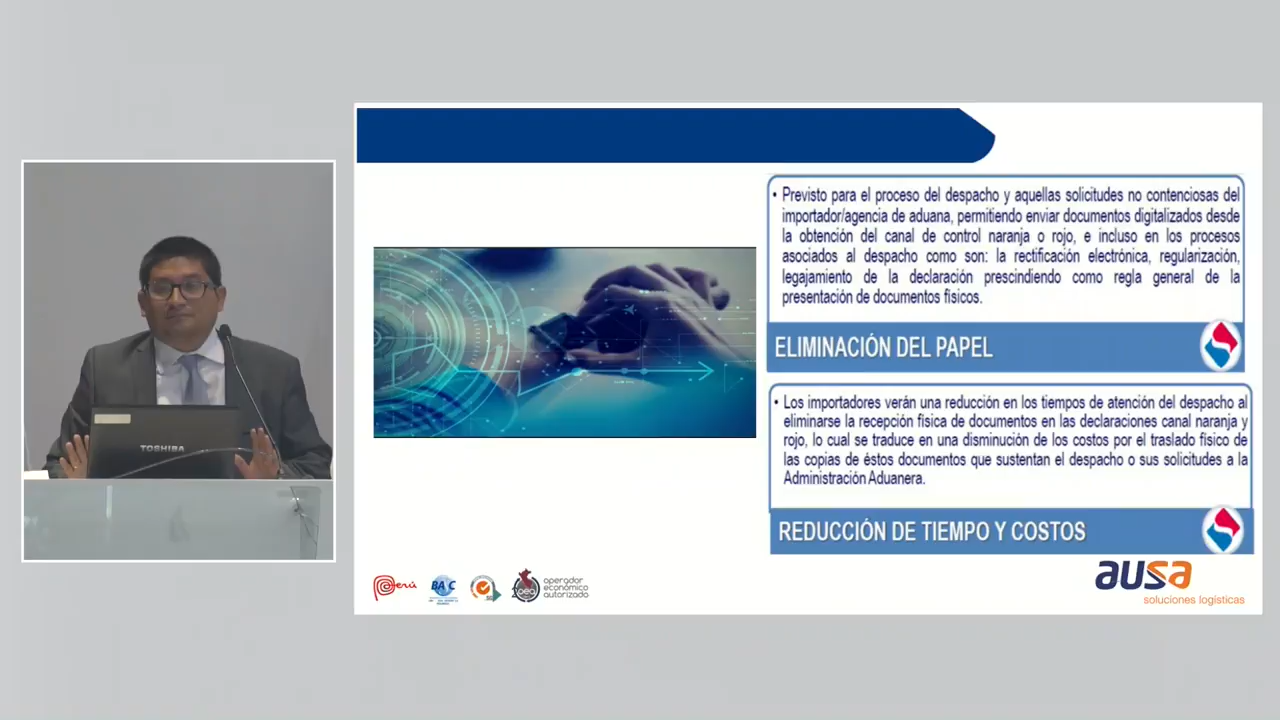 • Previsto para el proceso del despacho y aquellas solicitudes no contenciosas del
importador/agencia de aduana, permitiendo enviar documentos digitalizados desde
la obtención del canal de control naranja o rojo, e incluso en los procesos
asociados al despacho como son: la rectificación electrónica, regularización,
legajamiento de la declaración prescindiendo como regla general de la
presentación de documentos físicos.
ELIMINACIÓN DEL PAPEL
• Los importadores verán una reducción en los tiempos de atención del despacho al
eliminarse la recepción física de documentos en las declaraciones canal naranja y
rojo, lo cual se traduce en una disminución de los costos por el traslado físico de
las copias de éstos documentos que sustentan el despacho o sus solicitudes a la
Administración Aduanera.
REDUCCIÓN DE TIEMPO Y COSTOS
TOSHIBA
Perú
BASC
oea
operador
económico
autorizado
ausa
soluciones logísticas